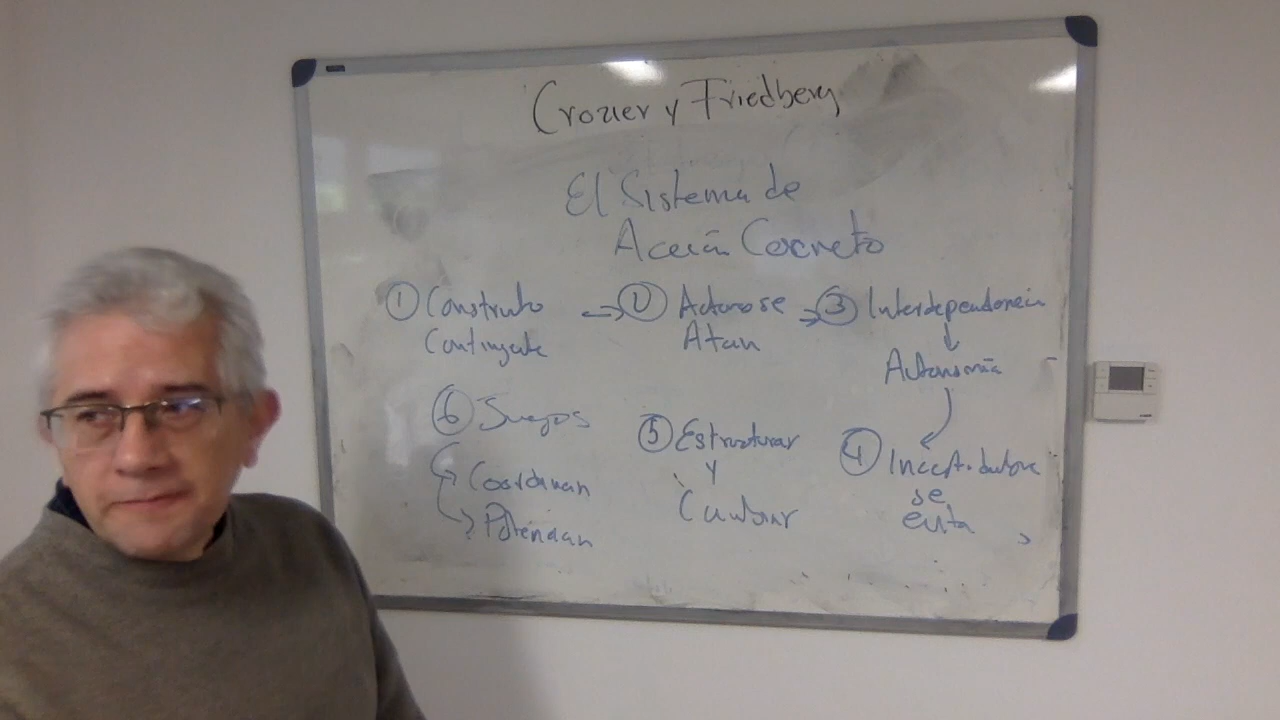 Crozier y Friedberg
El Sistema de
Acción Concreto
① Construto → ② Actores se → ③ Interdependencia
Contingente
Atan
↓
Autonomía
⑥ Juegos
⑤ Estructurar
④ Incertidumbre
→ Coordinan
y
se
→ Potencian
Cambiar
evita